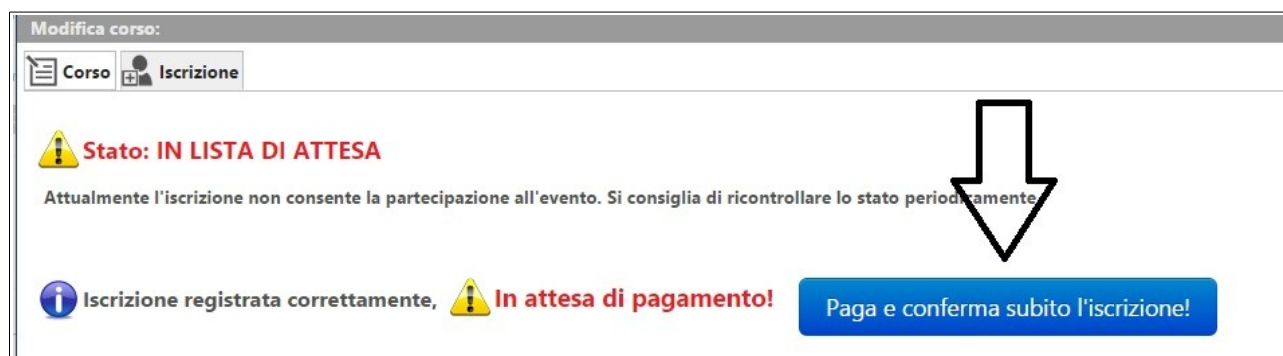 Modifica corso:
Corso Iscrizione
Stato: IN LISTA DI ATTESA
Attualmente l'iscrizione non consente la partecipazione all'evento. Si consiglia di ricontrollare lo stato periodicamente
Iscrizione registrata correttamente, In attesa di pagamento! Paga e conferma subito l'iscrizione!